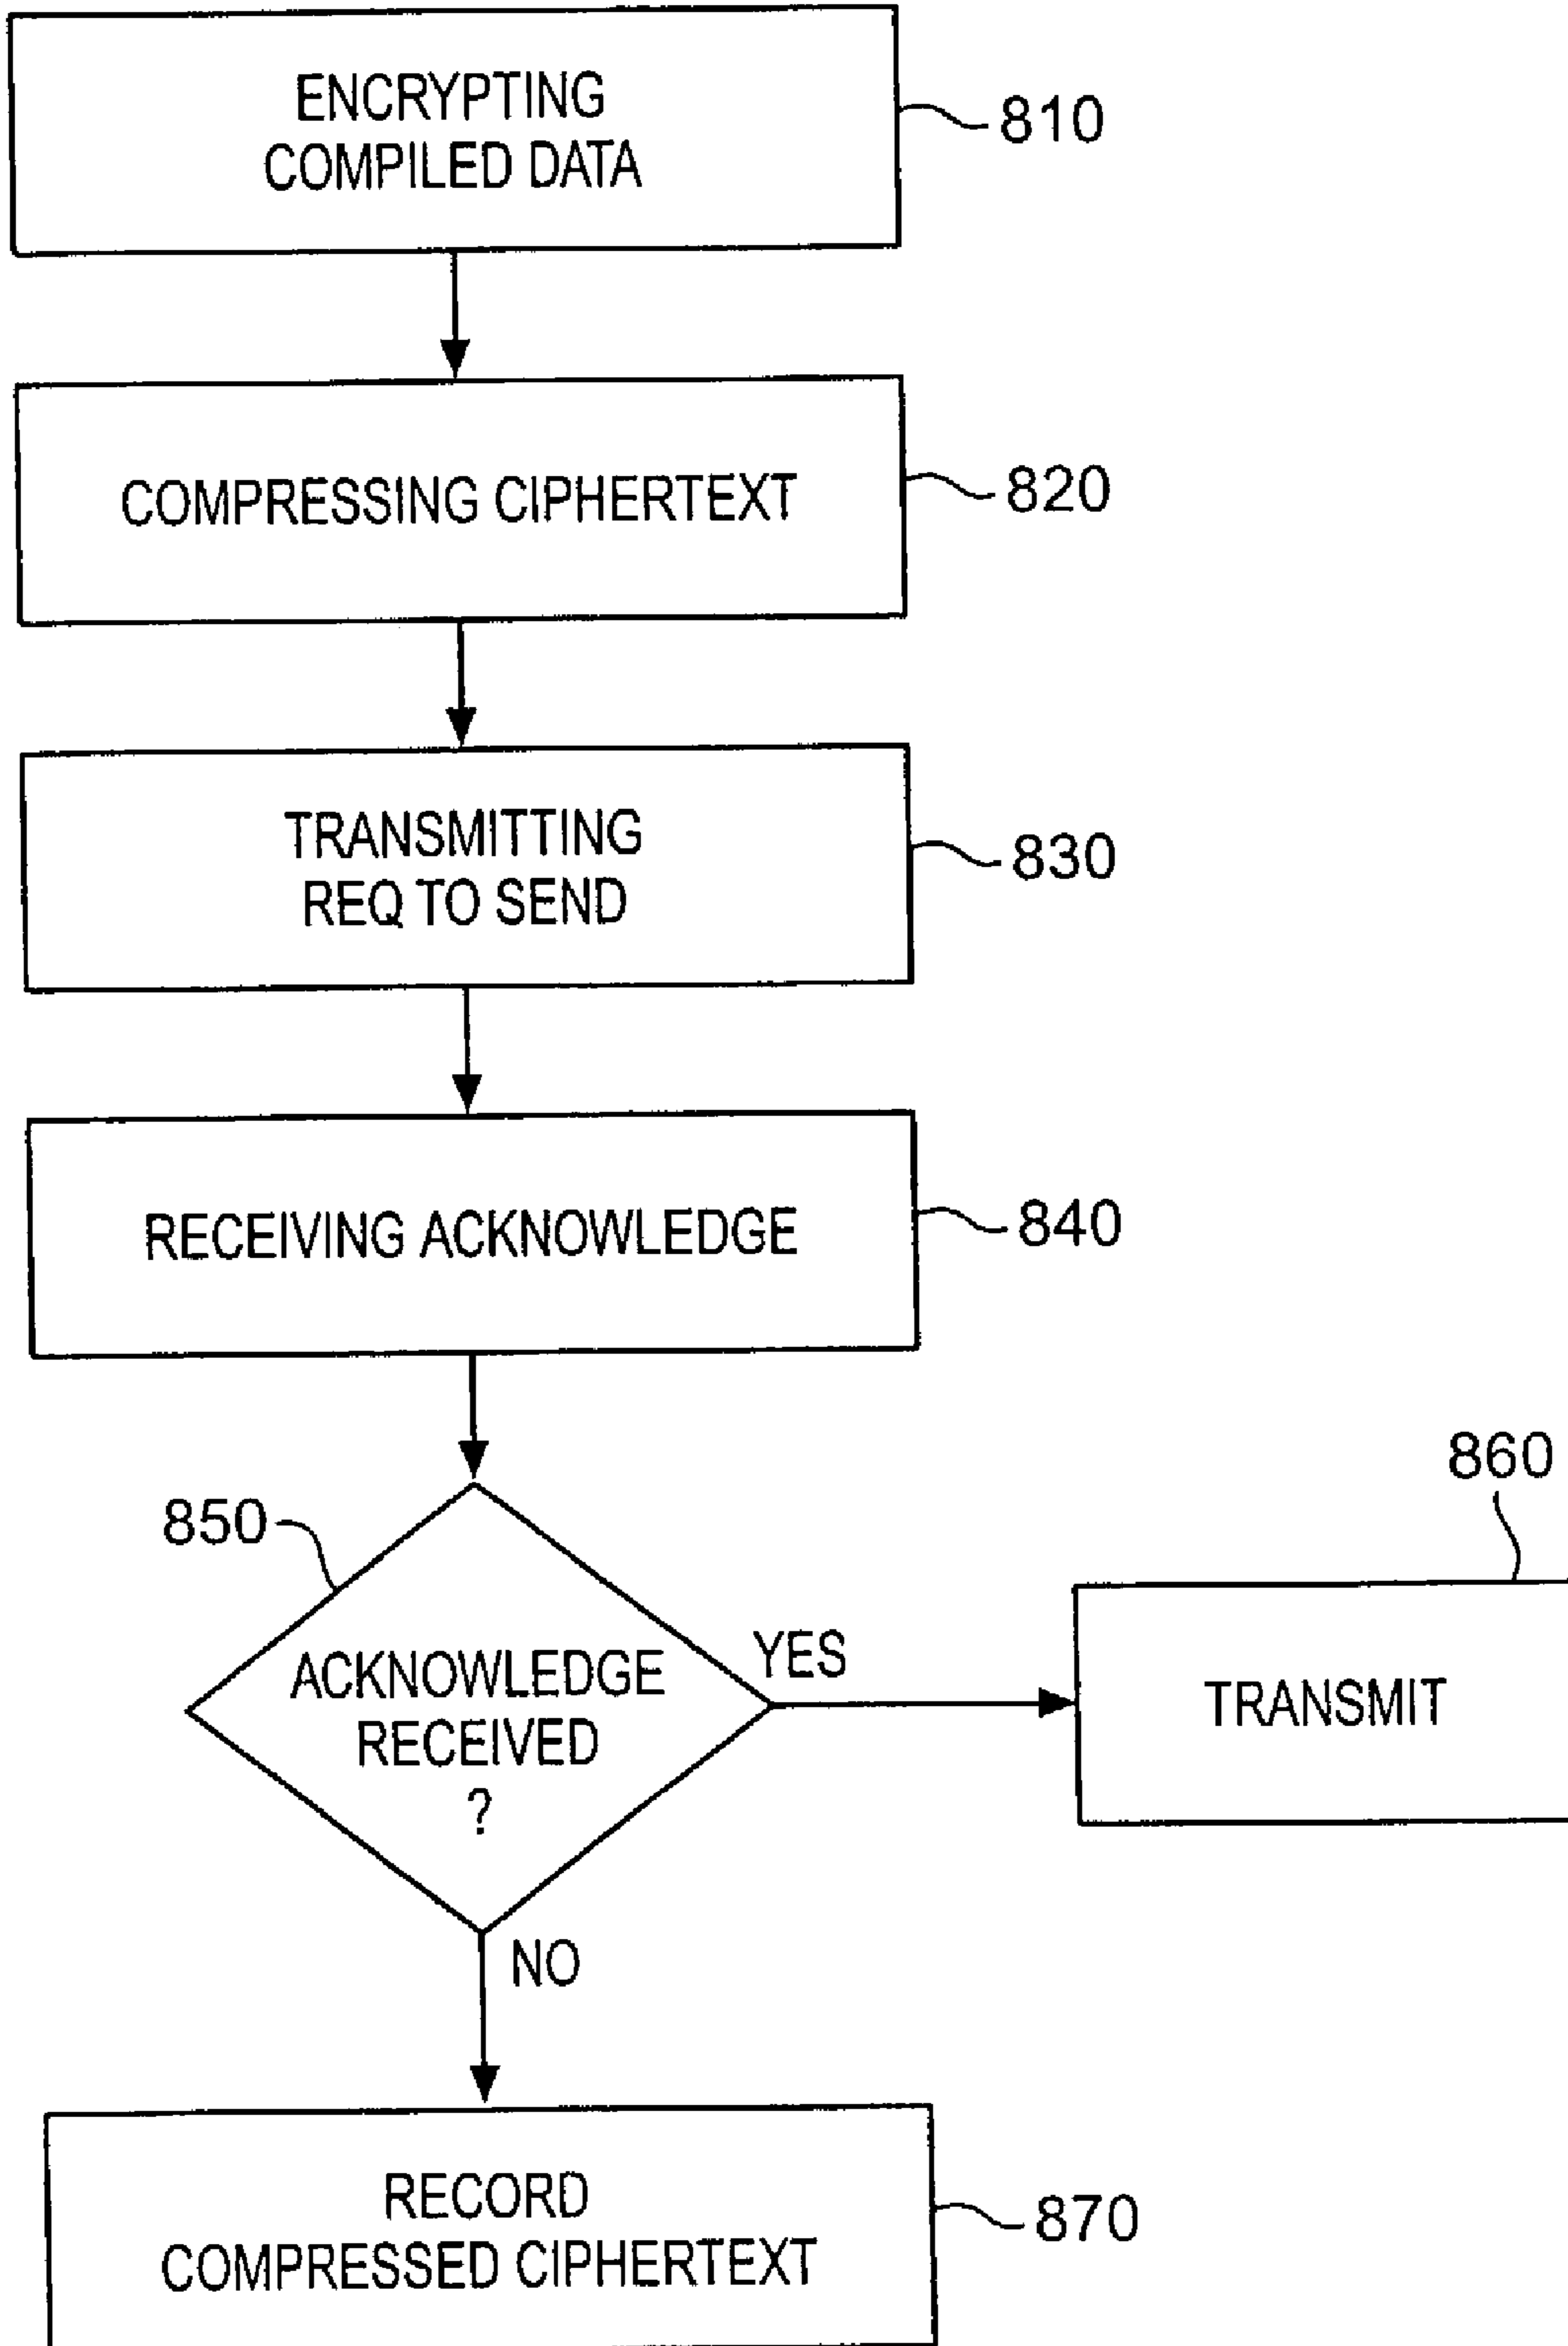 ENCRYPTING
COMPILED DATA
810
COMPRESSING CIPHERTEXT
820
TRANSMITTING
REQ TO SEND
830
RECEIVING ACKNOWLEDGE
840
850
ACKNOWLEDGE
RECEIVED
?
YES
860
TRANSMIT
NO
RECORD
COMPRESSED CIPHERTEXT
870